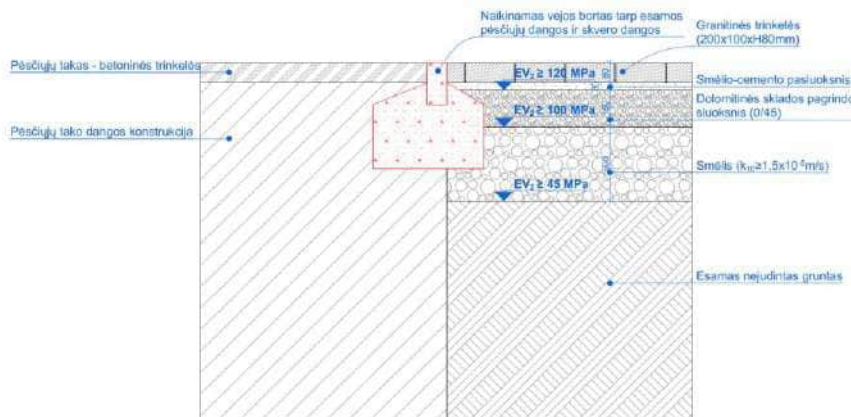 Naikinamas vejos bortas tarp esamos
pėsčiųjų dangos ir skvero dangos
Granitinės trinkelės
(200x100xH80mm)
Pėsčiųjų takas - betoninės trinkelės
EV₂ ≥ 120 MPa
80
Smėlio-cemento pasluoksnis
Dolomitinės skaldos pagrindo
sluoksnis (0/45)
EV₂ ≥ 100 MPa
Pėsčiųjų tako dangos konstrukcija
Smėlis (k₁₀≥1,5x10⁻⁵m/s)
EV₂ ≥ 45 MPa
Esamas nejudintas gruntas